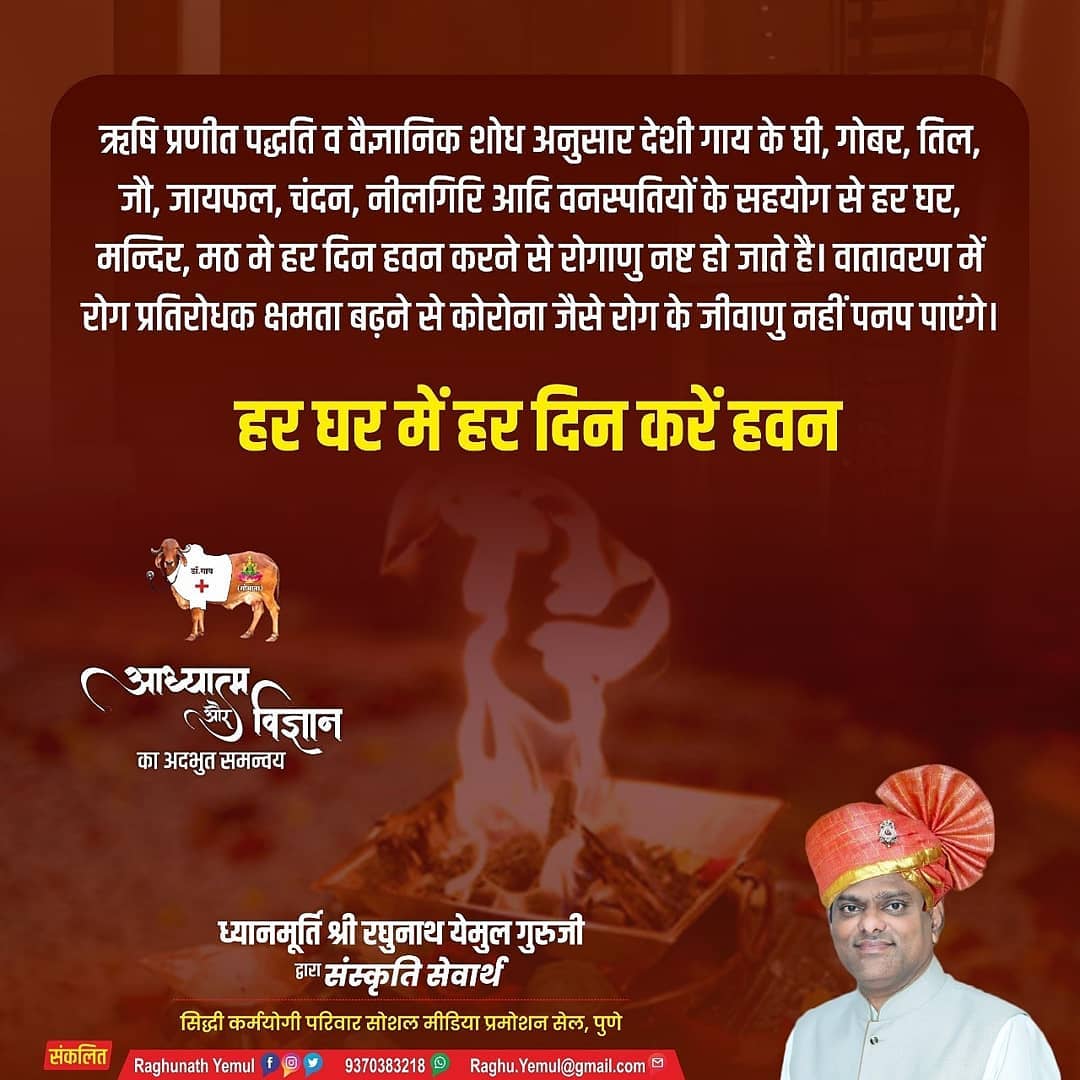 ऋषि प्रणीत पद्धति व वैज्ञानिक शोध अनुसार देशी गाय के घी, गोबर, तिल,
जौ, जायफल, चंदन, नीलगिरि आदि वनस्पतियों के सहयोग से हर घर,
मन्दिर, मठ मे हर दिन हवन करने से रोगाणु नष्ट हो जाते है। वातावरण में
रोग प्रतिरोधक क्षमता बढ़ने से कोरोना जैसे रोग के जीवाणु नहीं पनप पाएंगे।
हर घर में हर दिन करें हवन
डॉ. गाय
(गोमाता)
आध्यात्म
और विज्ञान
का अदभुत समन्वय
ध्यानमूर्ति श्री रघुनाथ येमुल गुरुजी
द्वारा संस्कृति सेवार्थ
सिद्धी कर्मयोगी परिवार सोशल मीडिया प्रमोशन सेल, पुणे
संकलित
Raghunath Yemul 9370383218 Raghu.Yemul@gmail.com